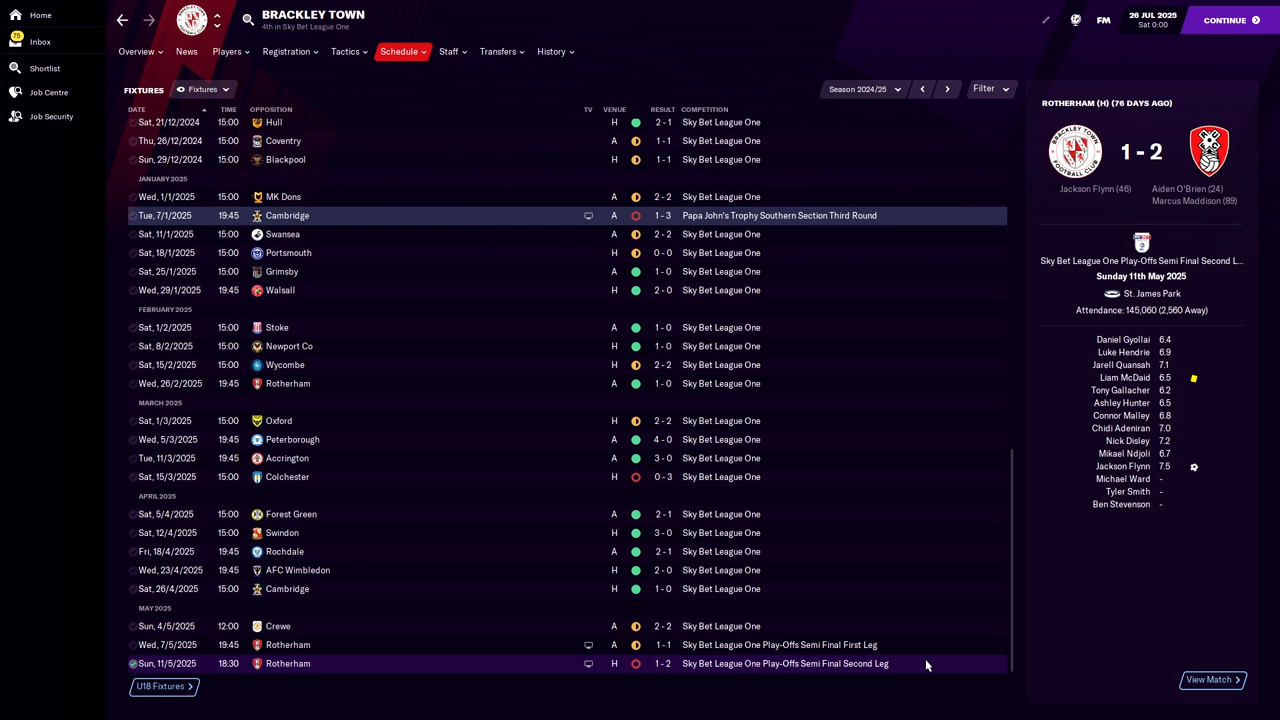 Home
75
Inbox
Shortlist
Job Centre
Job Security
BRACKLEY TOWN
4th in Sky Bet League One
FM
26 JUL 2025
Sat 0:00
CONTINUE
Overview News Players Registration Tactics Schedule Staff Transfers History
FIXTURES Fixtures Season 2024/25 Filter
DATE TIME OPPOSITION TV VENUE RESULT COMPETITION
Sat, 21/12/2024 15:00 Hull H 2 - 1 Sky Bet League One
Thu, 26/12/2024 15:00 Coventry A 1 - 1 Sky Bet League One
Sun, 29/12/2024 15:00 Blackpool H 1 - 1 Sky Bet League One
JANUARY 2025
Wed, 1/1/2025 15:00 MK Dons A 2 - 2 Sky Bet League One
Tue, 7/1/2025 19:45 Cambridge A 1 - 3 Papa John's Trophy Southern Section Third Round
Sat, 11/1/2025 15:00 Swansea A 2 - 2 Sky Bet League One
Sat, 18/1/2025 15:00 Portsmouth H 0 - 0 Sky Bet League One
Sat, 25/1/2025 15:00 Grimsby A 1 - 0 Sky Bet League One
Wed, 29/1/2025 19:45 Walsall H 2 - 0 Sky Bet League One
FEBRUARY 2025
Sat, 1/2/2025 15:00 Stoke A 1 - 0 Sky Bet League One
Sat, 8/2/2025 15:00 Newport Co H 1 - 0 Sky Bet League One
Sat, 15/2/2025 15:00 Wycombe H 2 - 2 Sky Bet League One
Wed, 26/2/2025 19:45 Rotherham A 1 - 0 Sky Bet League One
MARCH 2025
Sat, 1/3/2025 15:00 Oxford H 2 - 2 Sky Bet League One
Wed, 5/3/2025 19:45 Peterborough A 4 - 0 Sky Bet League One
Tue, 11/3/2025 19:45 Accrington A 3 - 0 Sky Bet League One
Sat, 15/3/2025 15:00 Colchester H 0 - 3 Sky Bet League One
APRIL 2025
Sat, 5/4/2025 15:00 Forest Green A 2 - 1 Sky Bet League One
Sat, 12/4/2025 15:00 Swindon H 3 - 0 Sky Bet League One
Fri, 18/4/2025 19:45 Rochdale A 2 - 1 Sky Bet League One
Wed, 23/4/2025 19:45 AFC Wimbledon H 2 - 0 Sky Bet League One
Sat, 26/4/2025 15:00 Cambridge H 1 - 0 Sky Bet League One
MAY 2025
Sun, 4/5/2025 12:00 Crewe A 2 - 2 Sky Bet League One
Wed, 7/5/2025 19:45 Rotherham A 1 - 1 Sky Bet League One Play-Offs Semi Final First Leg
Sun, 11/5/2025 18:30 Rotherham H 1 - 2 Sky Bet League One Play-Offs Semi Final Second Leg
U18 Fixtures
ROTHERHAM (H) (76 DAYS AGO)
1 - 2
Jackson Flynn (46) Aiden O'Brien (24)
Marcus Maddison (89)
Sky Bet League One Play-Offs Semi Final Second L...
Sunday 11th May 2025
St. James Park
Attendance: 145,060 (2,560 Away)
Daniel Gyollai 6.4
Luke Hendrie 6.9
Jarell Quansah 7.1
Liam McDaid 6.5
Tony Gallacher 6.2
Ashley Hunter 6.5
Connor Malley 6.8
Chidi Adeniran 7.0
Nick Disley 7.2
Mikael Ndjoli 6.7
Jackson Flynn 7.5
Michael Ward -
Tyler Smith -
Ben Stevenson -
View Match